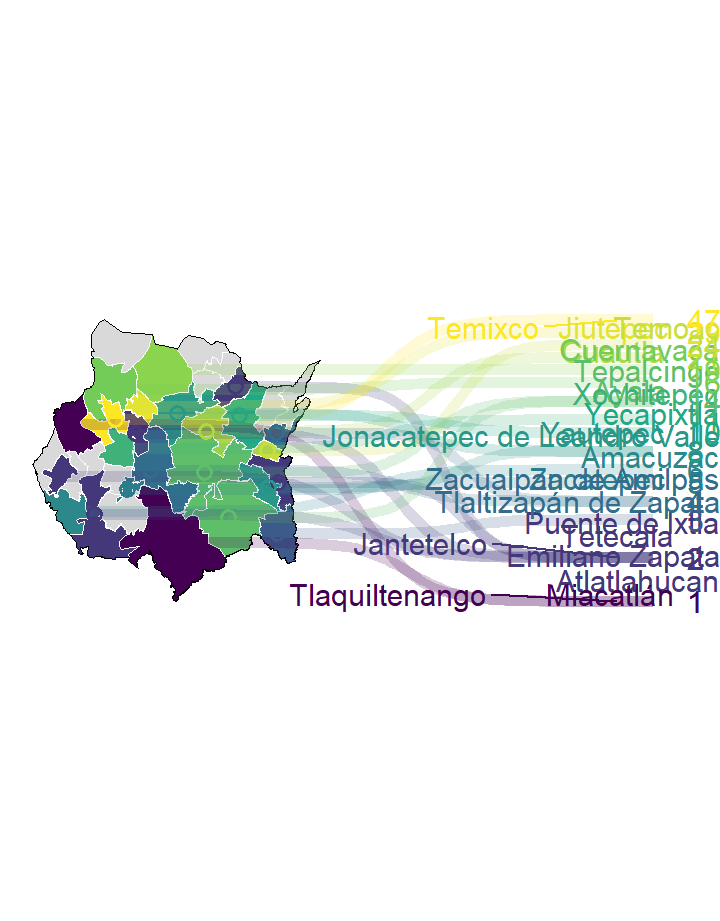 Temixco
Jiutepec
Temoac
47
Cuernavaca
Cuautla
Tepalcingo
Ayala
Xochitepec
Yecapixtla
Yautepec
10
Jonacatepec de Leandro Valle
Amacuzac
Zacualpan de Amilpas
Zacatepec
Tlaltizapán de Zapata
Puente de Ixtla
Tetecala
Jantetelco
Emiliano Zapata
2
Atlatlahucan
Tlaquiltenango
Miacatlán
1